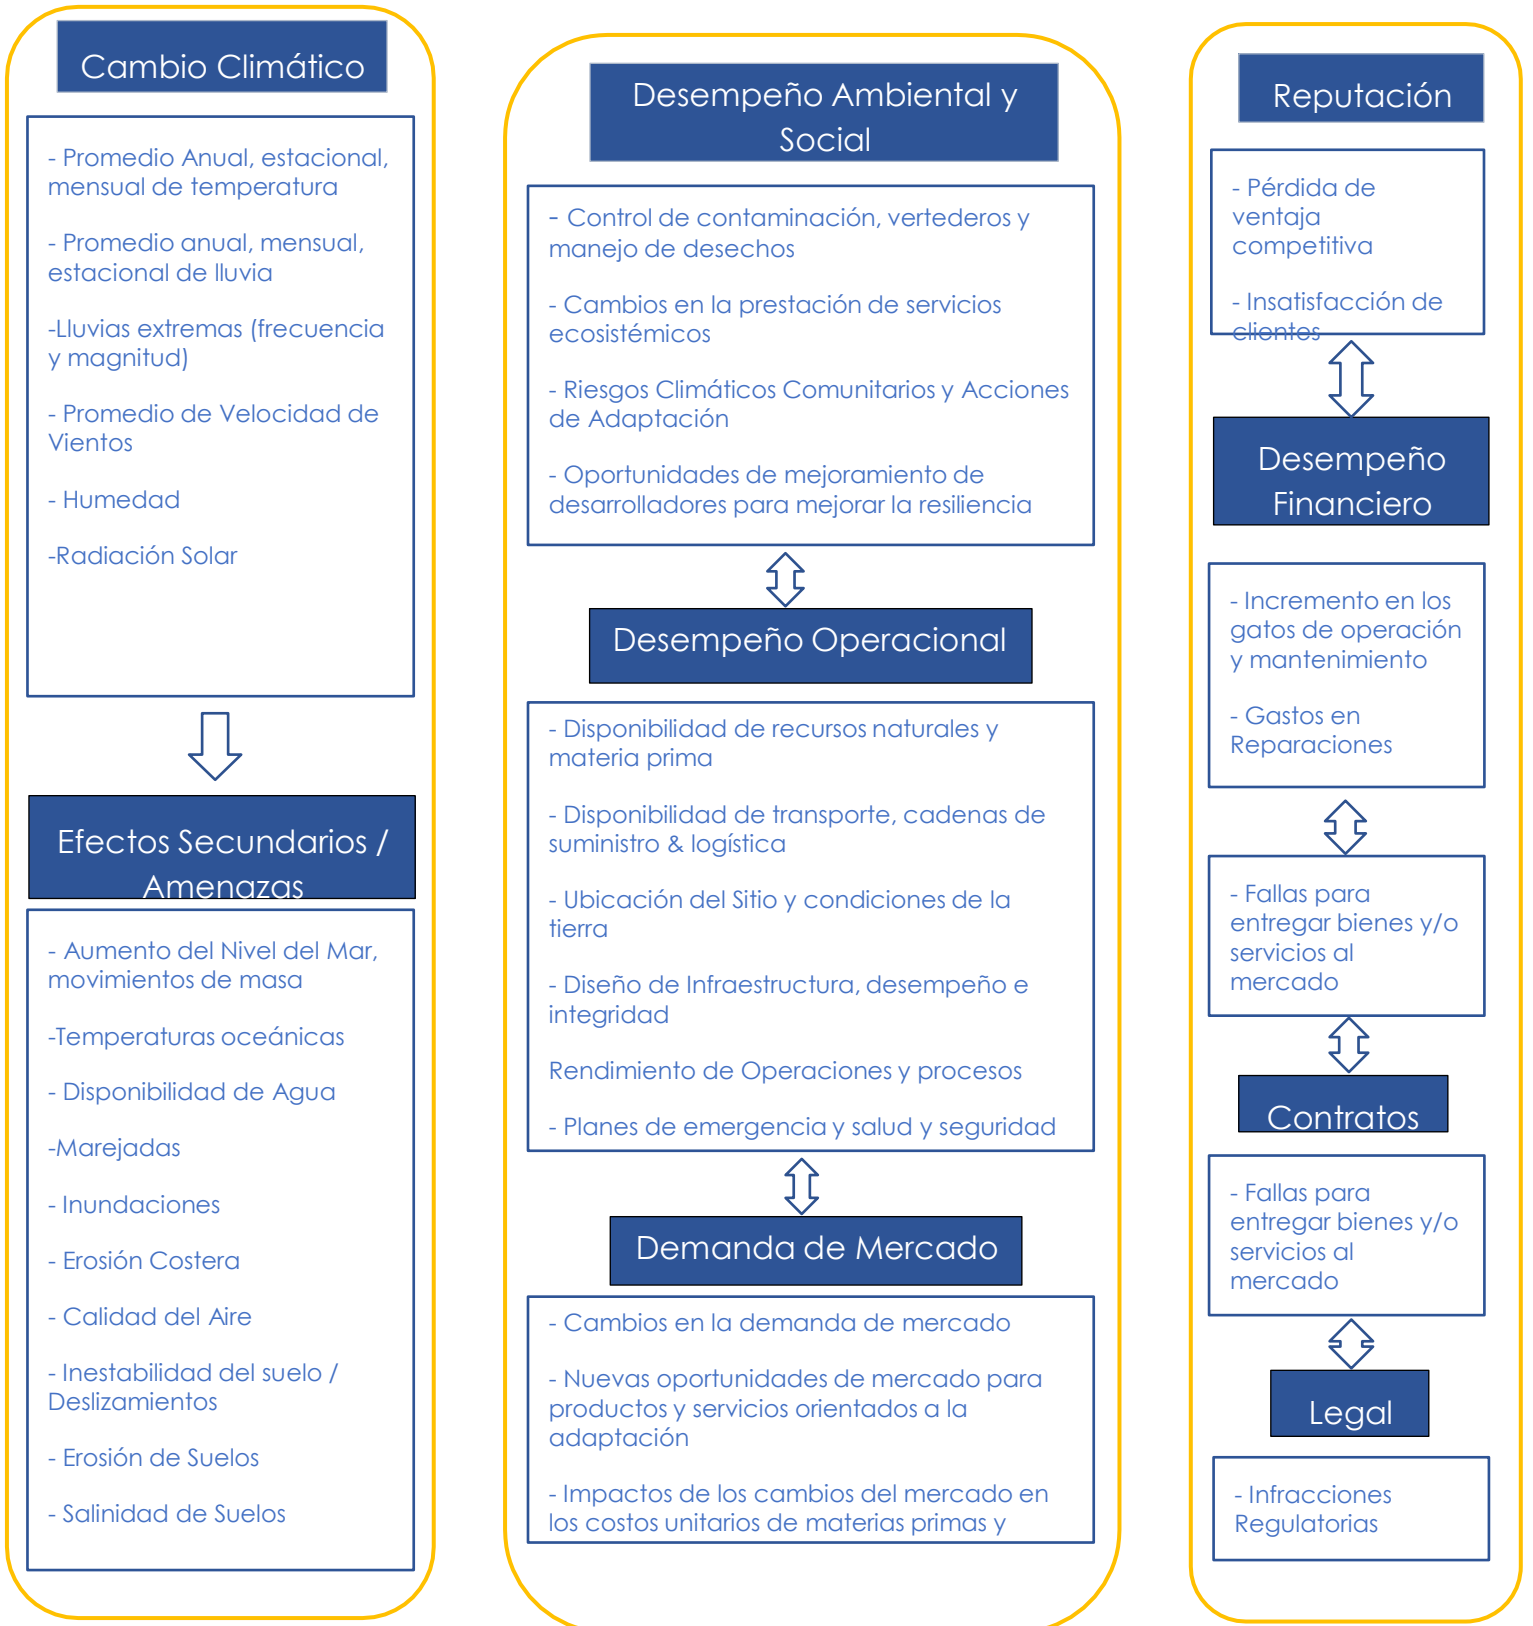 Cambio Climático
- Promedio Anual, estacional,
mensual de temperatura
- Promedio anual, mensual,
estacional de lluvia
-Lluvias extremas (frecuencia
y magnitud)
- Promedio de Velocidad de
Vientos
- Humedad
-Radiación Solar
Efectos Secundarios /
Amenazas
- Aumento del Nivel del Mar,
movimientos de masa
-Temperaturas oceánicas
- Disponibilidad de Agua
-Marejadas
- Inundaciones
- Erosión Costera
- Calidad del Aire
- Inestabilidad del suelo /
Deslizamientos
- Erosión de Suelos
- Salinidad de Suelos
Desempeño Ambiental y
Social
- Control de contaminación, vertederos y
manejo de desechos
- Cambios en la prestación de servicios
ecosistémicos
- Riesgos Climáticos Comunitarios y Acciones
de Adaptación
- Oportunidades de mejoramiento de
desarrolladores para mejorar la resiliencia
Desempeño Operacional
- Disponibilidad de recursos naturales y
materia prima
- Disponibilidad de transporte, cadenas de
suministro & logística
- Ubicación del Sitio y condiciones de la
tierra
- Diseño de Infraestructura, desempeño e
integridad
Rendimiento de Operaciones y procesos
- Planes de emergencia y salud y seguridad
Demanda de Mercado
- Cambios en la demanda de mercado
- Nuevas oportunidades de mercado para
productos y servicios orientados a la
adaptación
- Impactos de los cambios del mercado en
los costos unitarios de materias primas y
Reputación
- Pérdida de
ventaja
competitiva
- Insatisfacción de
clientes
Desempeño
Financiero
- Incremento en los
gatos de operación
y mantenimiento
- Gastos en
Reparaciones
- Fallas para
entregar bienes y/o
servicios al
mercado
Contratos
- Fallas para
entregar bienes y/o
servicios al
mercado
Legal
- Infracciones
Regulatorias